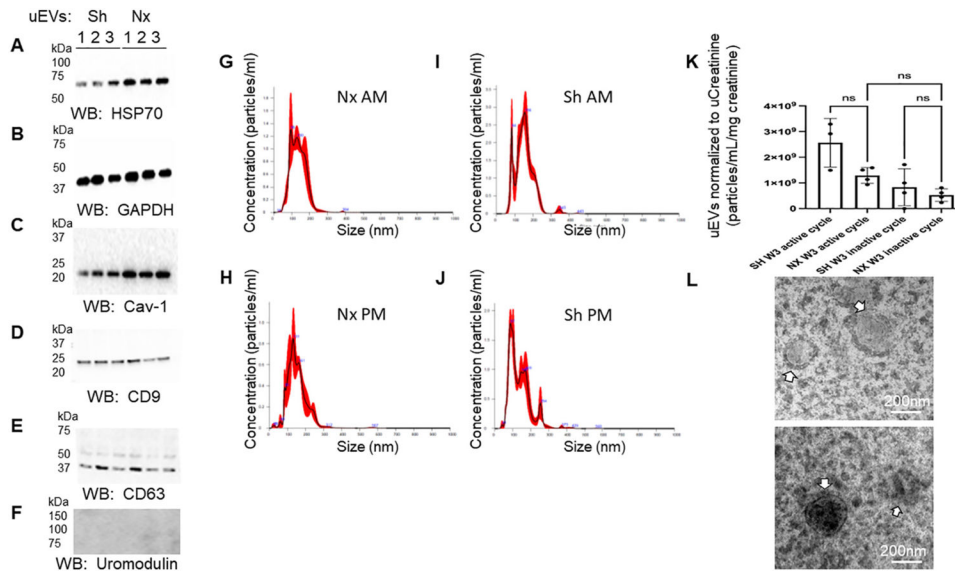 uEVs: Sh Nx
A
kDa 1 2 3 1 2 3
100
75
50
WB: HSP70
B
kDa
75
50
37
WB: GAPDH
C
kDa
37
25
20
WB: Cav-1
D
kDa
37
25
20
WB: CD9
E
kDa
75
50
37
WB: CD63
F
kDa
150
100
75
WB: Uromodulin
G
Nx AM
Concentration (particles/ml)
Size (nm)
H
Nx PM
Concentration (particles/ml)
Size (nm)
I
Sh AM
Concentration (particles/ml)
Size (nm)
J
Sh PM
Concentration (particles/ml)
Size (nm)
K
uEVs normalized to uCreatinine
(particles/mL/mg creatinine)
ns
ns
ns
4×10⁹
3×10⁹
2×10⁹
1×10⁹
0
SH W3 active cycle
NX W3 active cycle
SH W3 inactive cycle
NX W3 inactive cycle
L
200nm
200nm